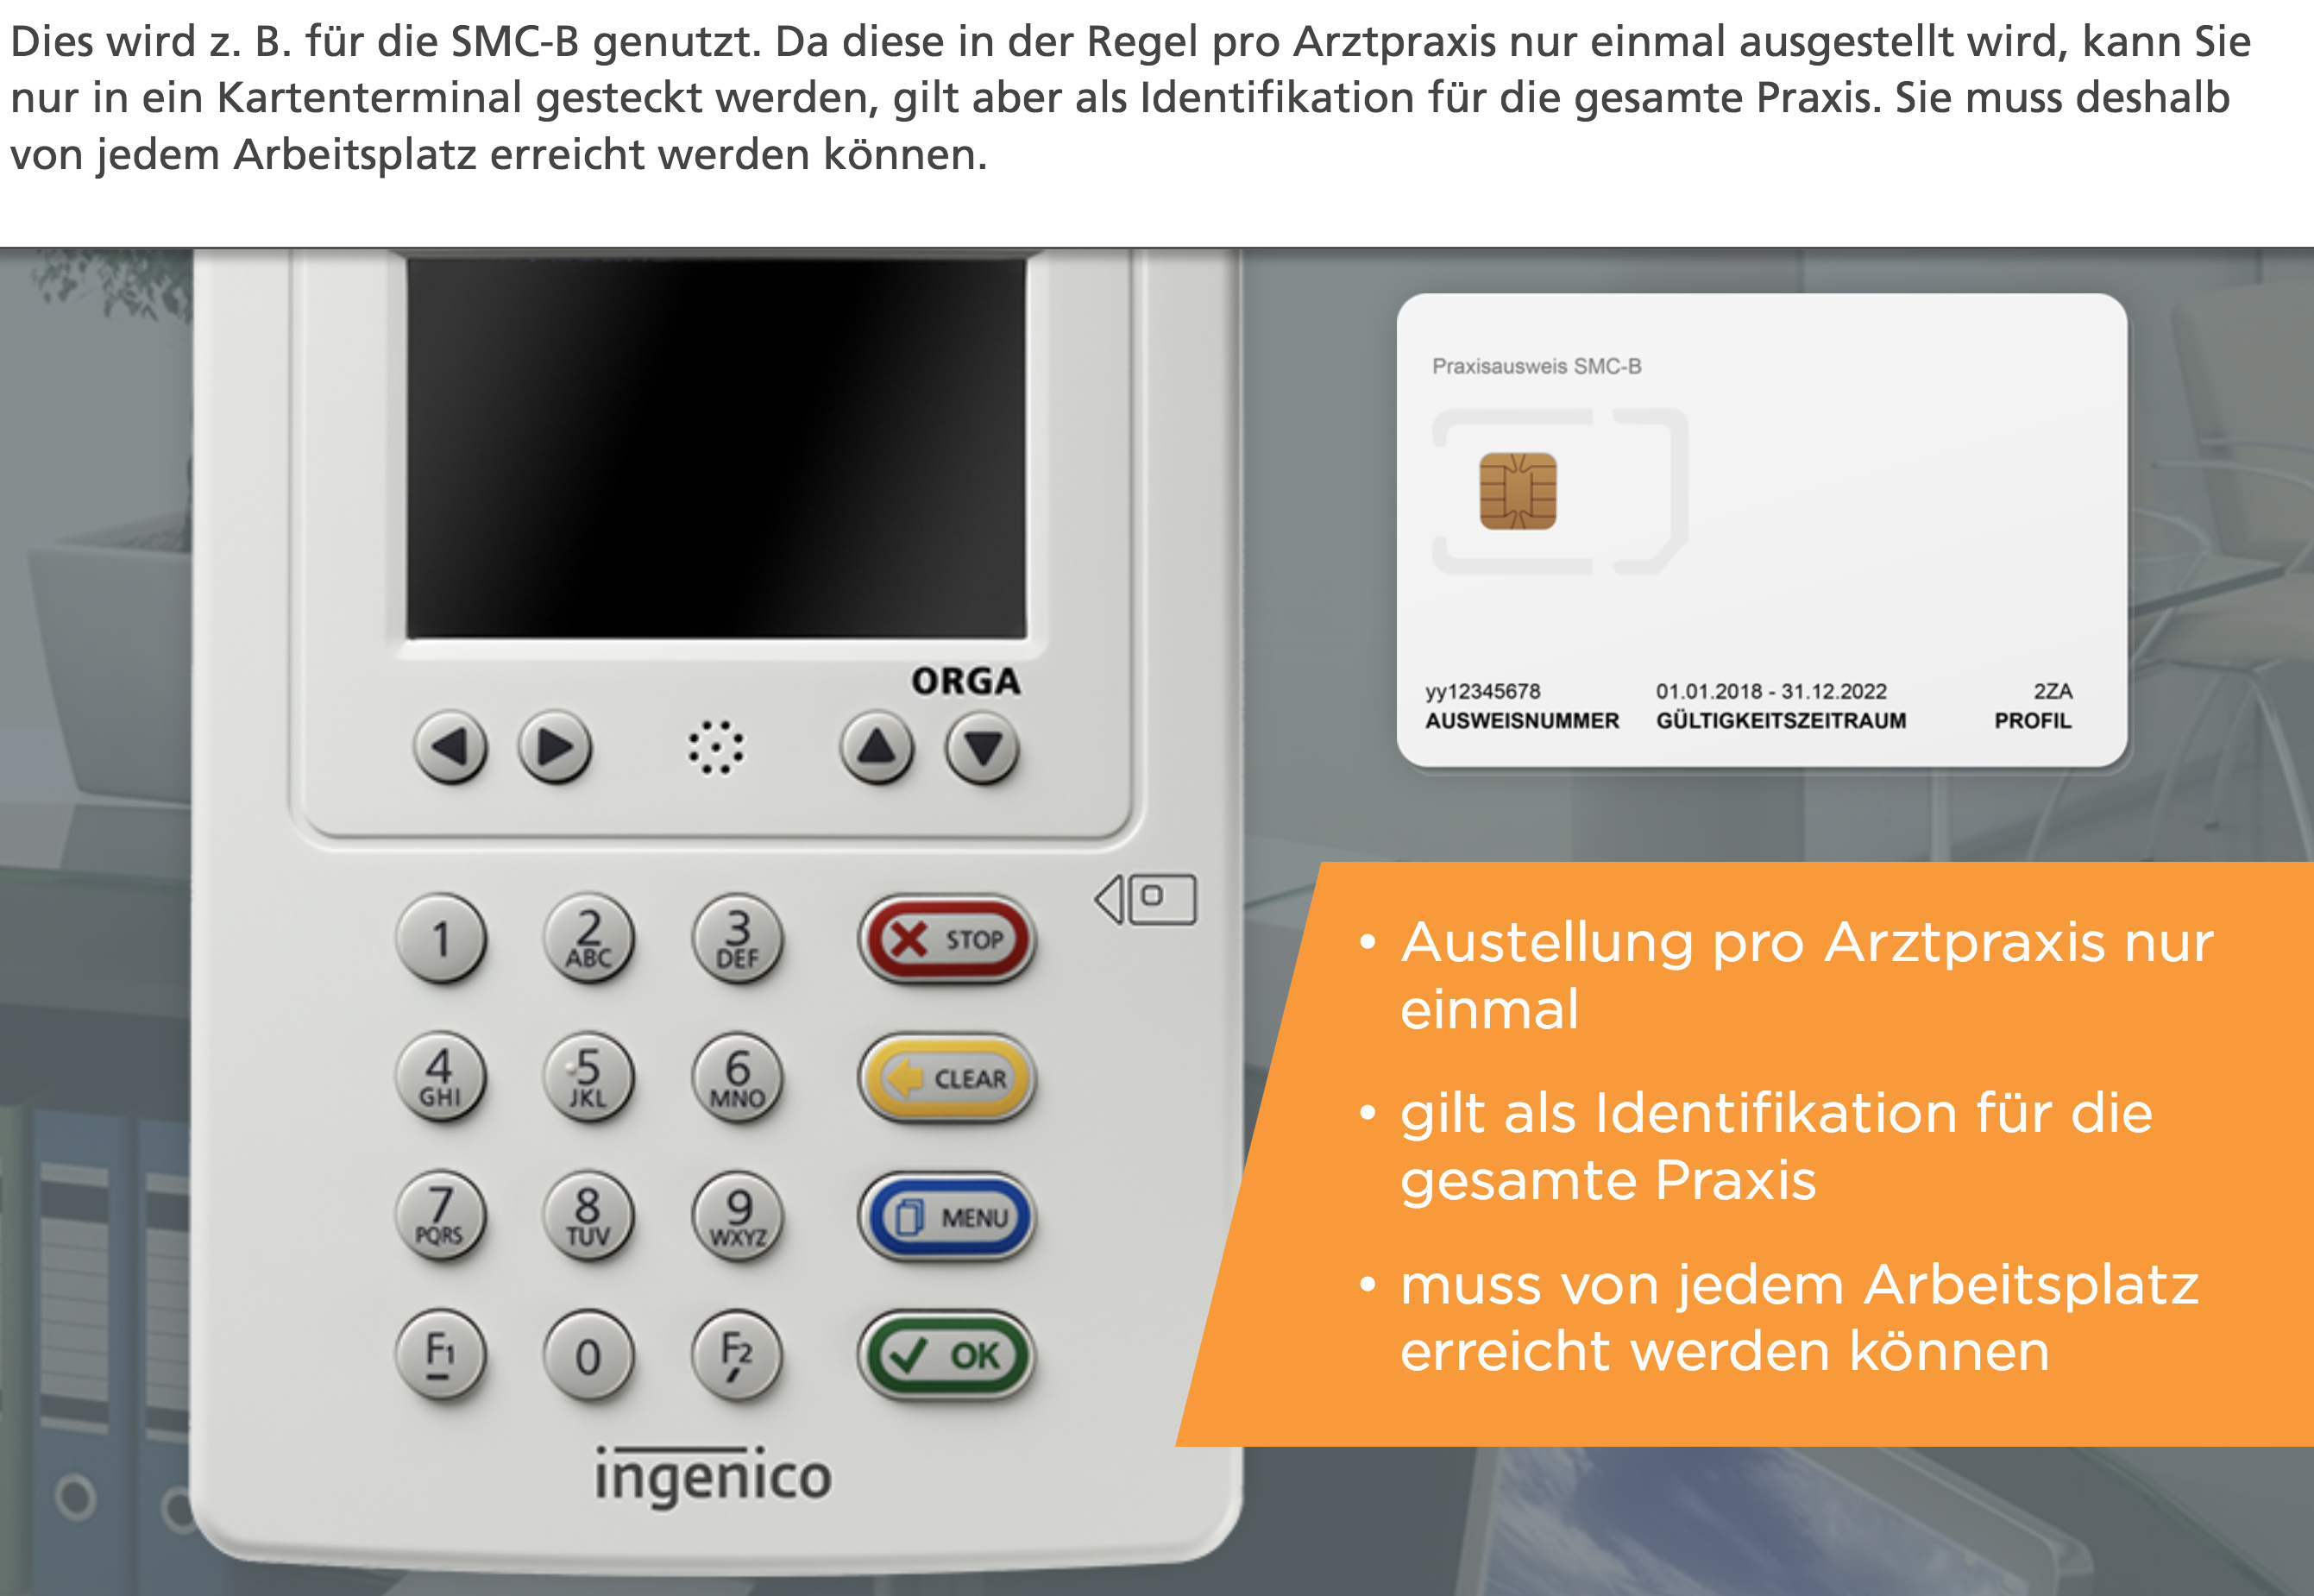 Dies wird z. B. für die SMC-B genutzt. Da diese in der Regel pro Arztpraxis nur einmal ausgestellt wird, kann Sie
nur in ein Kartenterminal gesteckt werden, gilt aber als Identifikation für die gesamte Praxis. Sie muss deshalb
von jedem Arbeitsplatz erreicht werden können.
Praxisausweis SMC-B
yy12345678 01.01.2018 - 31.12.2022 2ZA
AUSWEISNUMMER GÜLTIGKEITSZEITRAUM PROFIL
ORGA
1 2 3 STOP
ABC DEF
4 5 6 CLEAR
GHI JKL MNO
7 8 9 MENU
PQRS TUV WXYZ
F1 0 F2 OK
ingenico
• Austellung pro Arztpraxis nur
einmal
• gilt als Identifikation für die
gesamte Praxis
• muss von jedem Arbeitsplatz
erreicht werden können